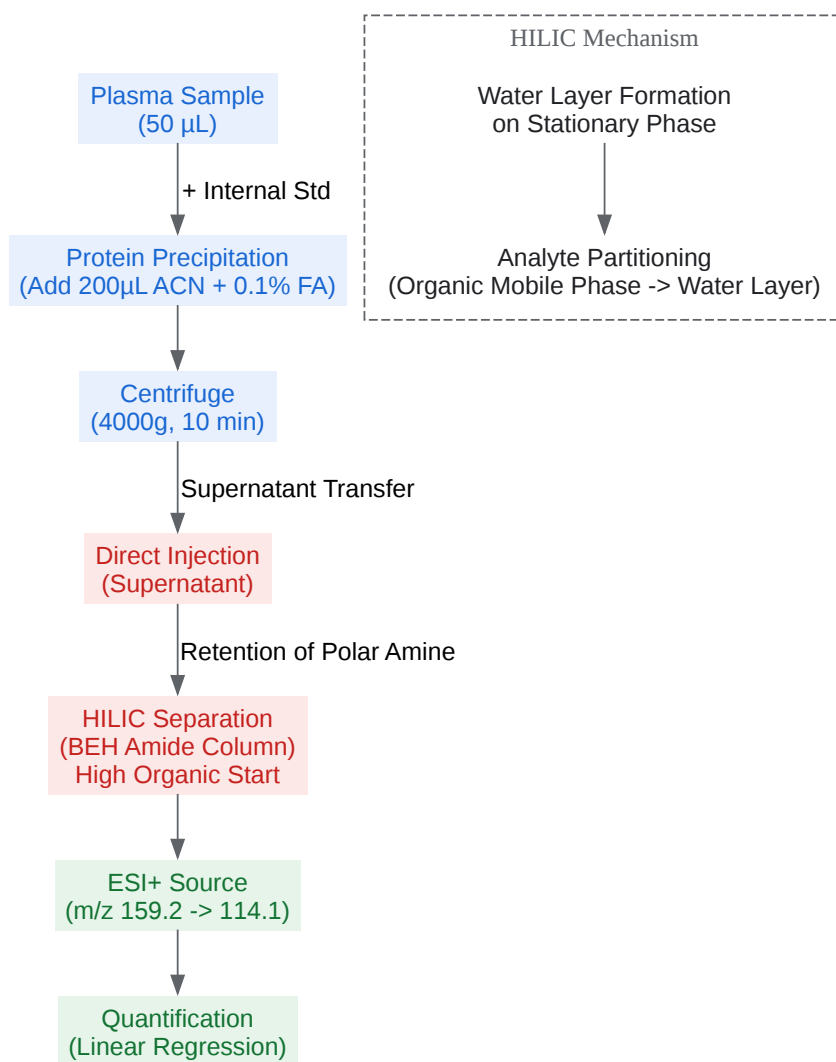 HILIC Mechanism
Plasma Sample
(50 µL)
Water Layer Formation
on Stationary Phase
+ Internal Std
Protein Precipitation
(Add 200µL ACN + 0.1% FA)
Analyte Partitioning
(Organic Mobile Phase -> Water Layer)
Centrifuge
(4000g, 10 min)
Supernatant Transfer
Direct Injection
(Supernatant)
Retention of Polar Amine
HILIC Separation
(BEH Amide Column)
High Organic Start
ESI+ Source
(m/z 159.2 -> 114.1)
Quantification
(Linear Regression)